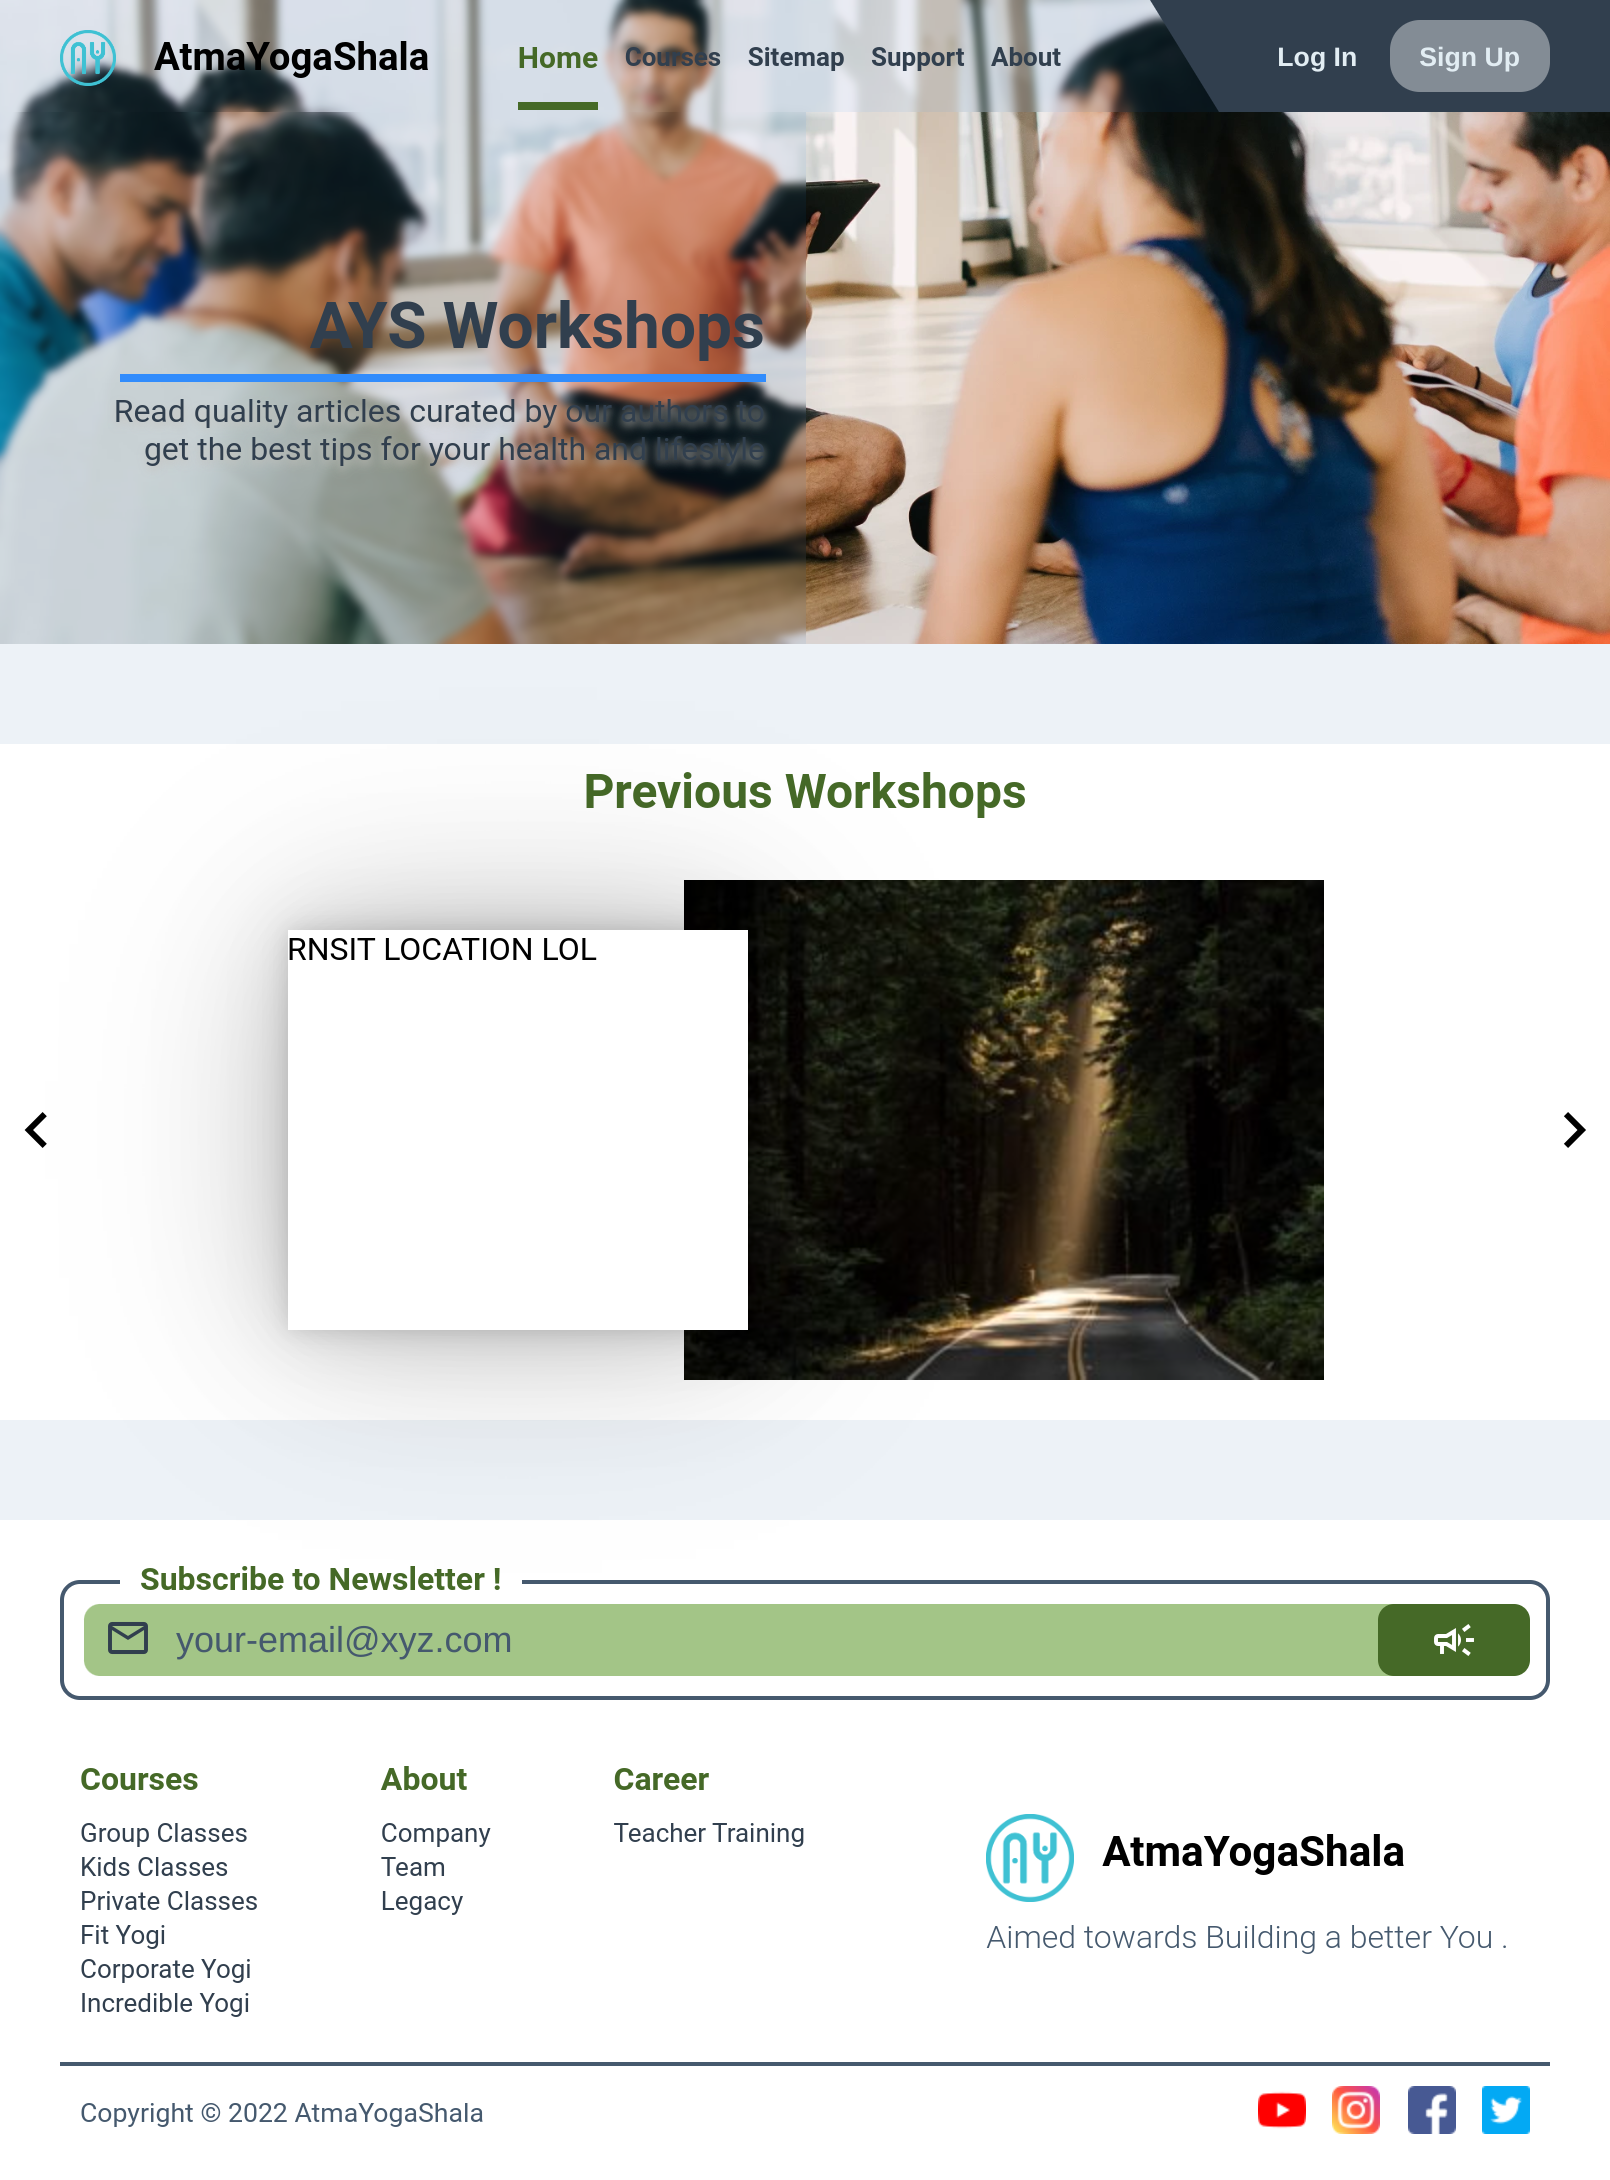 AtmaYogaShala
Home Courses Sitemap Support About
Log In Sign Up
AYS Workshops
Read quality articles curated by our authors to
get the best tips for your health and lifestyle
Previous Workshops
RNSIT LOCATION LOL
Subscribe to Newsletter !
your-email@xyz.com
Courses
Group Classes
Kids Classes
Private Classes
Fit Yogi
Corporate Yogi
Incredible Yogi
About
Company
Team
Legacy
Career
Teacher Training
AY
AtmaYogaShala
Aimed towards Building a better You .
Copyright © 2022 AtmaYogaShala